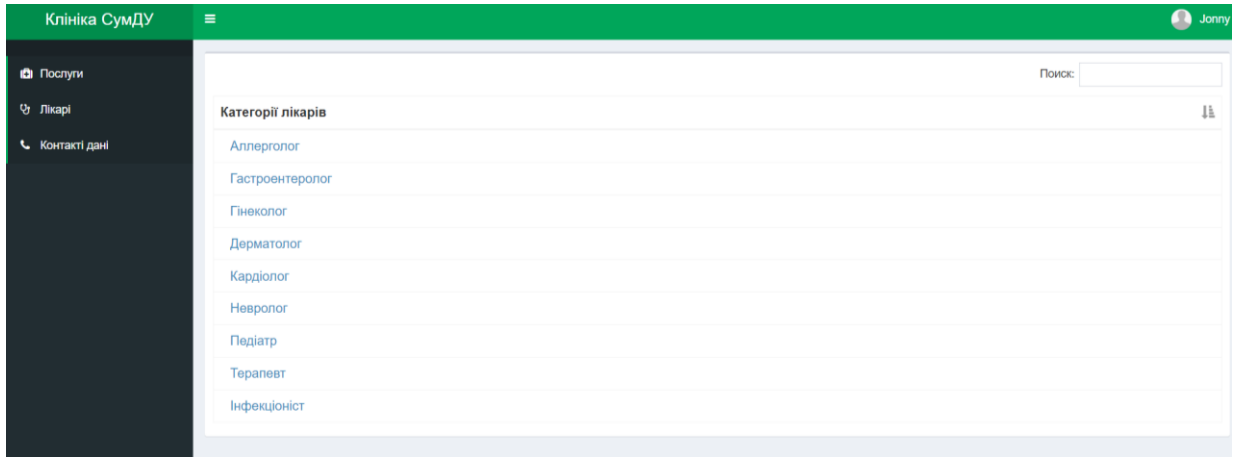 Клініка СумДУ
Jonny
Послуги
Лікарі
Контакті дані
Поиск:
Категорії лікарів
Аллерголог
Гастроентеролог
Гінеколог
Дерматолог
Кардіолог
Невролог
Педіатр
Терапевт
Інфекціоніст